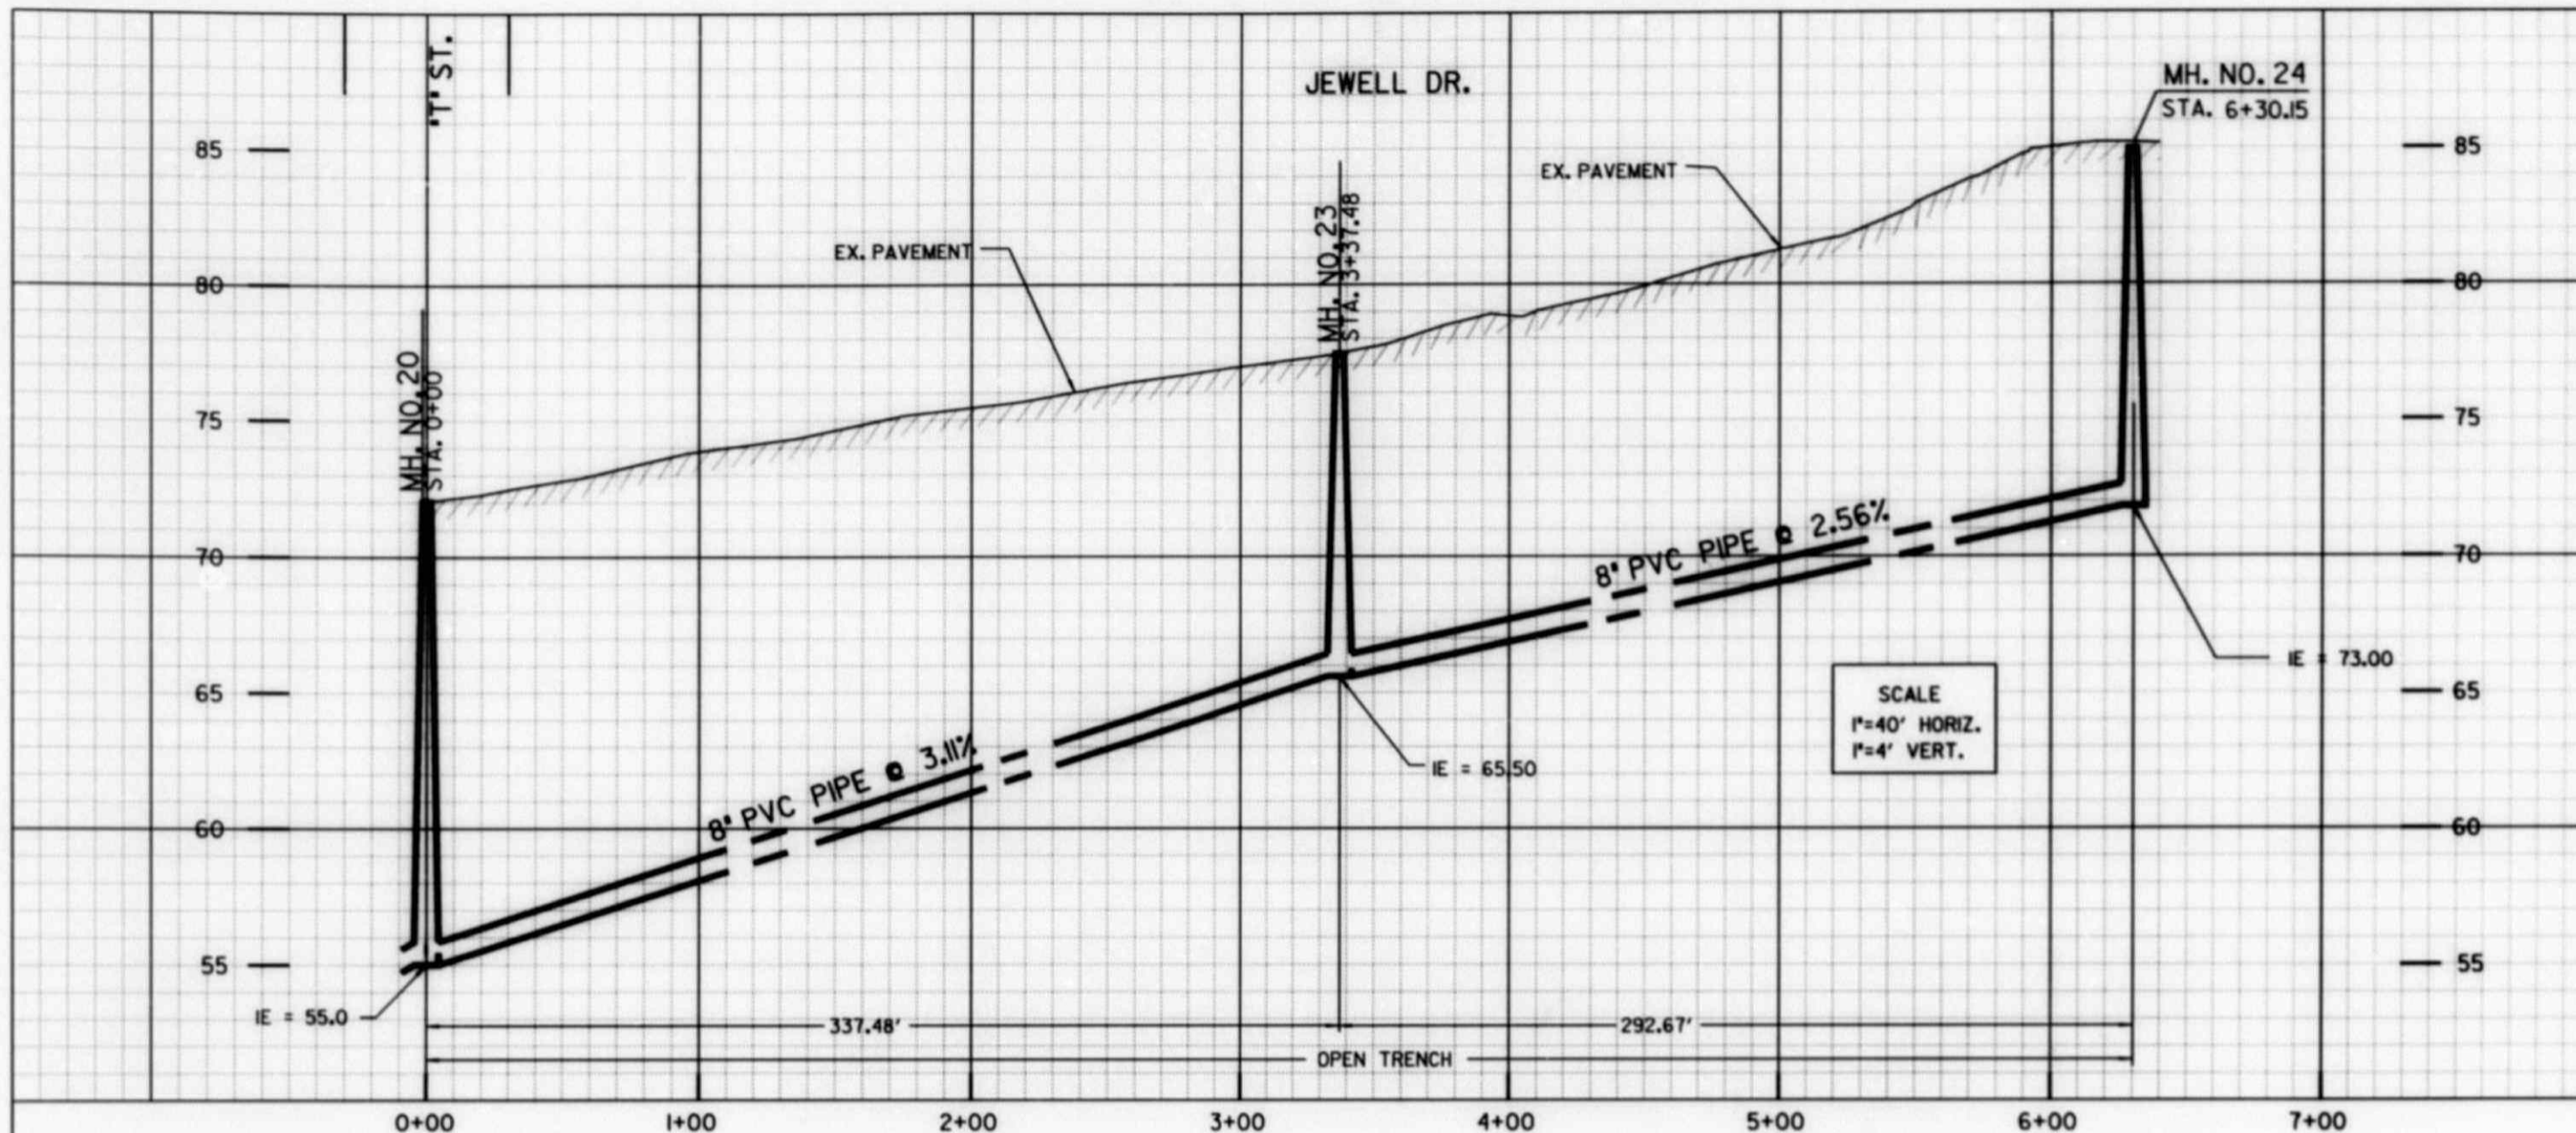 "T" ST.
JEWELL DR.
MH. NO. 24
STA. 6+30.15
85
85
EX. PAVEMENT
EX. PAVEMENT
MH. NO. 23
STA. 3+37.48
80
80
MH. NO. 20
STA. 0+00
75
75
70
8" PVC PIPE @ 2.56%
70
65
IE = 73.00
65
SCALE
1"=40' HORIZ.
1"=4' VERT.
8" PVC PIPE @ 3.11%
IE = 65.50
60
60
55
55
IE = 55.0
337.48'
292.67'
OPEN TRENCH
0+00 1+00 2+00 3+00 4+00 5+00 6+00 7+00